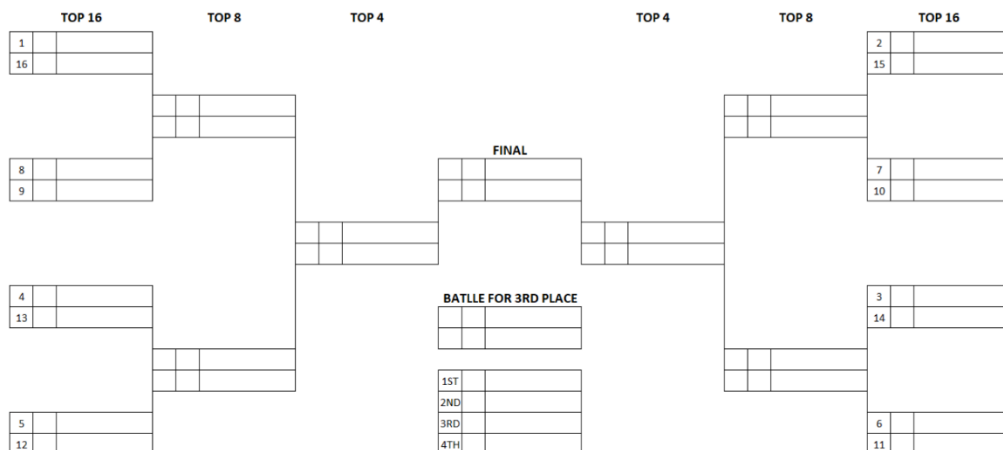 TOP 16 TOP 8 TOP 4 TOP 4 TOP 8 TOP 16
1 2
16 15
FINAL
8 7
9 10
4 BATLLE FOR 3RD PLACE 3
13 14
1ST
2ND
5 3RD 6
12 4TH 11